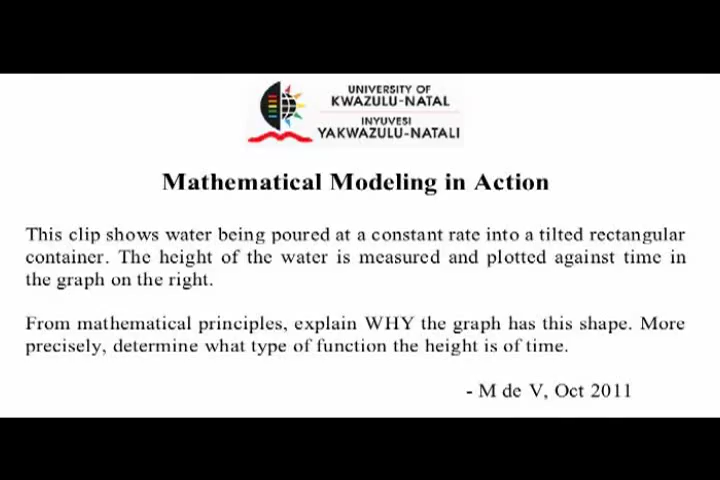 UNIVERSITY OF
KWAZULU-NATAL
INYUVESI
YAKWAZULU-NATALI
Mathematical Modeling in Action
This clip shows water being poured at a constant rate into a tilted rectangular
container. The height of the water is measured and plotted against time in
the graph on the right.
From mathematical principles, explain WHY the graph has this shape. More
precisely, determine what type of function the height is of time.
- M de V, Oct 2011